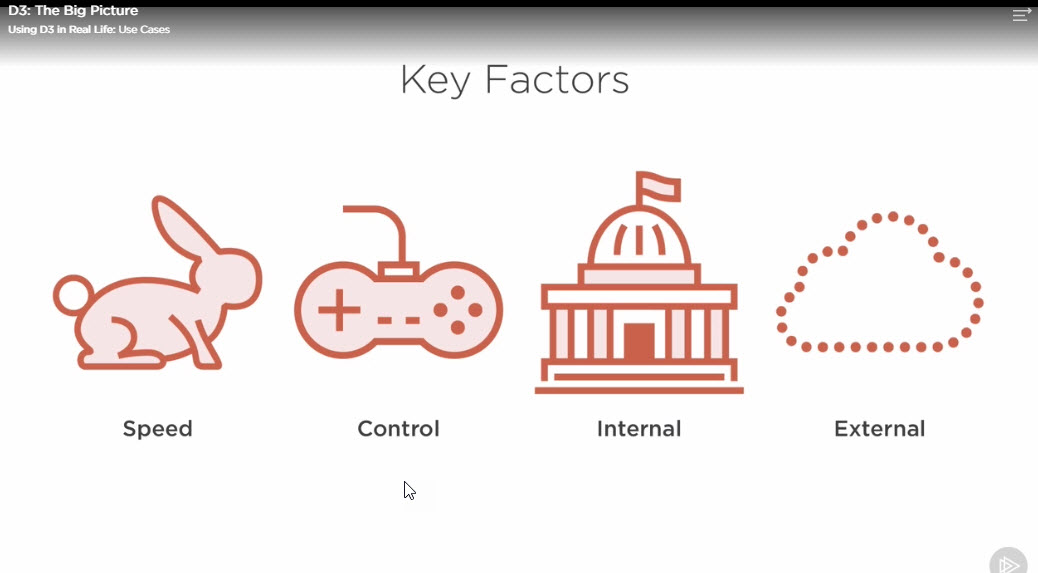 D3: The Big Picture
Using D3 in Real Life: Use Cases
Key Factors
Speed
Control
Internal
External